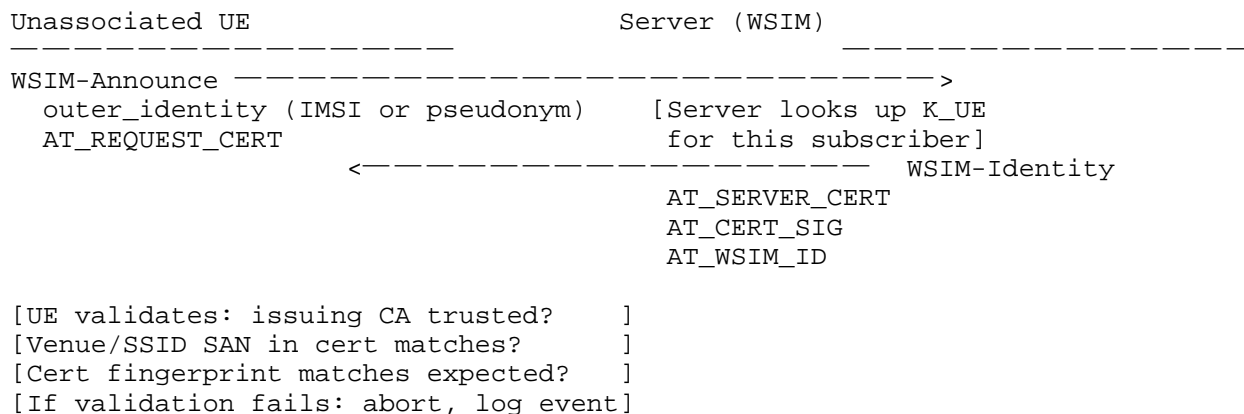 Unassociated UE Server (WSIM)
—————————————— —————————————
WSIM-Announce ——————————————————————>
outer_identity (IMSI or pseudonym) [Server looks up K_UE
AT_REQUEST_CERT for this subscriber]
<———————————————— WSIM-Identity
AT_SERVER_CERT
AT_CERT_SIG
AT_WSIM_ID
[UE validates: issuing CA trusted? ]
[Venue/SSID SAN in cert matches? ]
[Cert fingerprint matches expected? ]
[If validation fails: abort, log event]